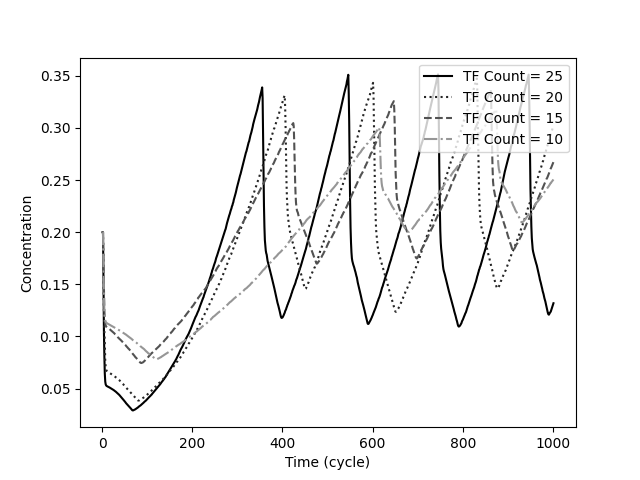 TF Count = 25
TF Count = 20
TF Count = 15
TF Count = 10
0.35
0.30
0.25
0.20
0.15
0.10
0.05
Concentration
0 200 400 600 800 1000
Time (cycle)